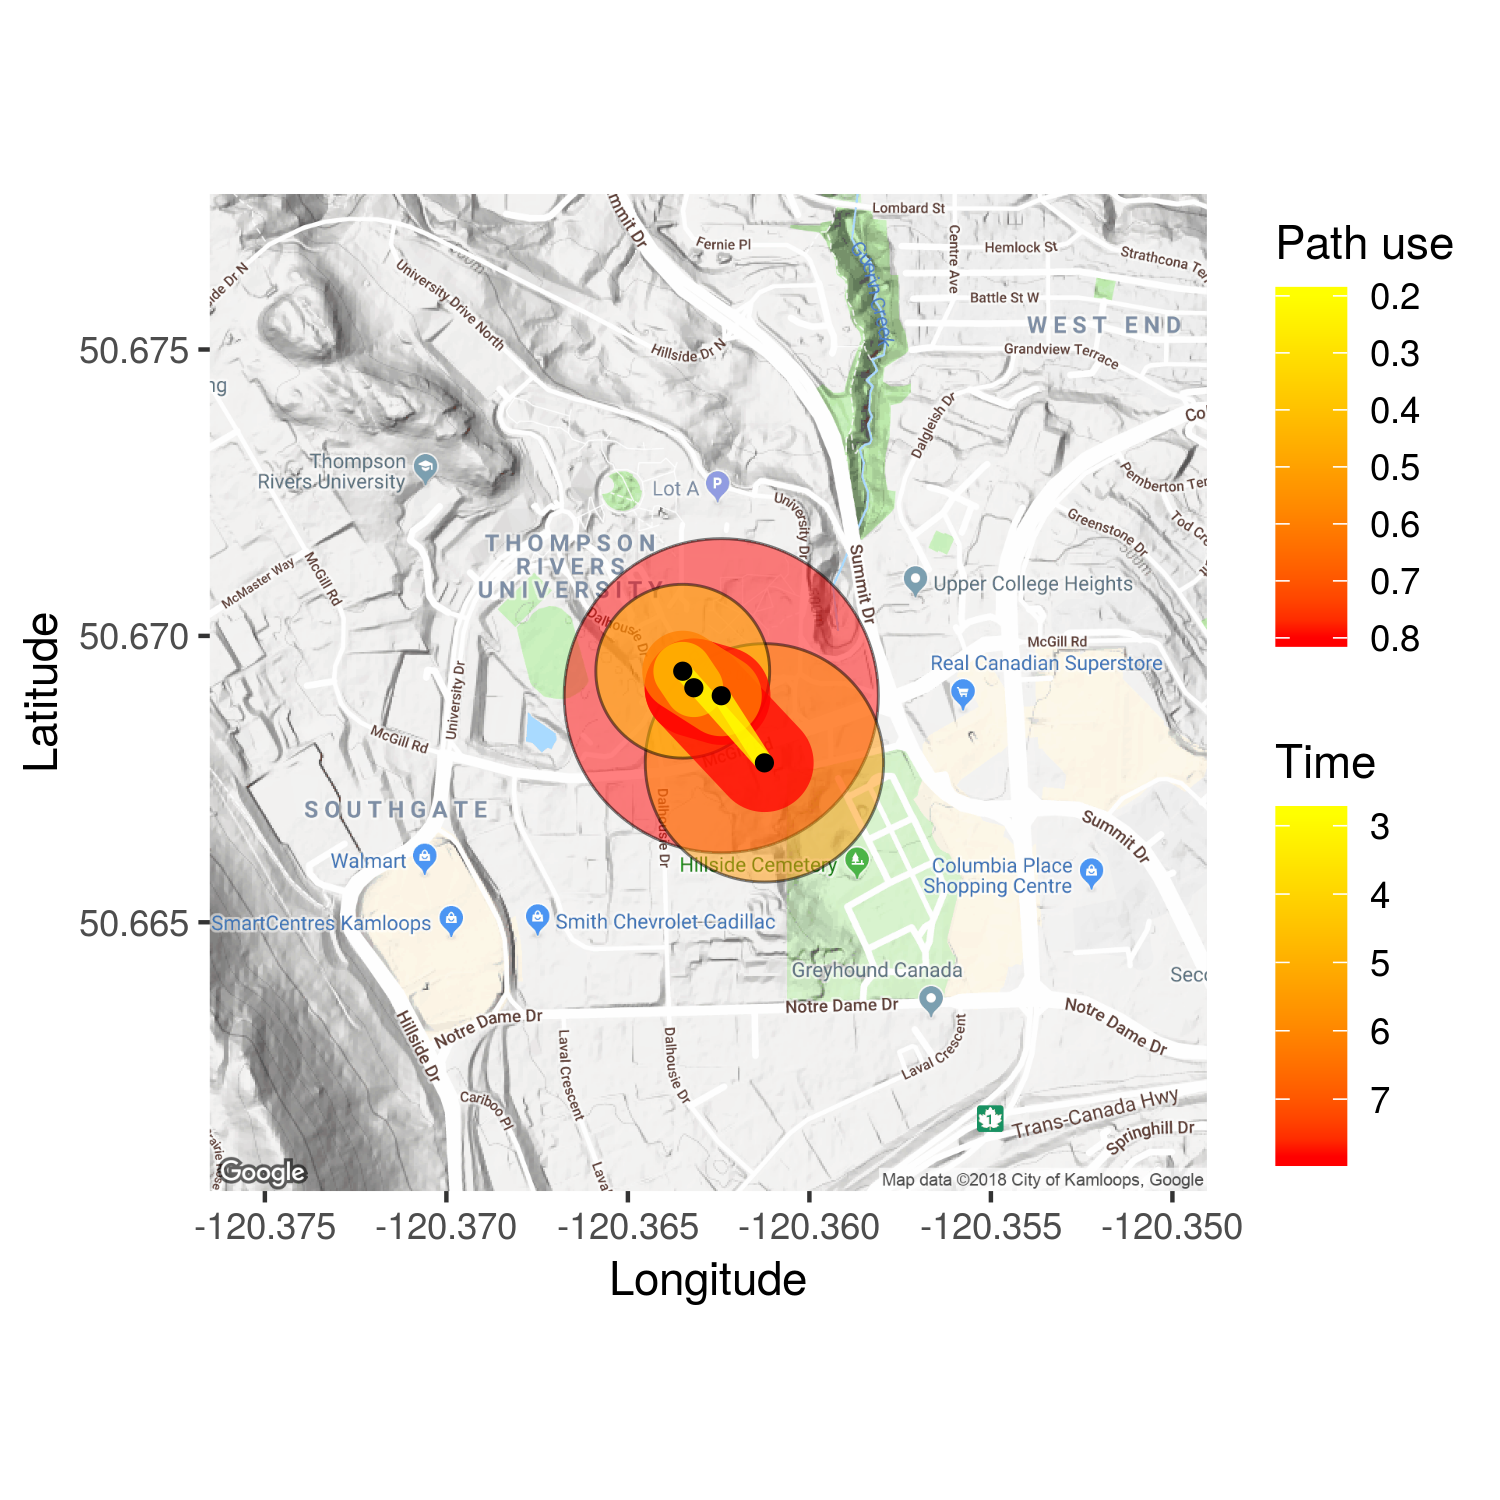 Path use
0.2
0.3
0.4
0.5
0.6
0.7
0.8
Time
3
4
5
6
7
Latitude
50.675
50.670
50.665
-120.375
-120.370
-120.365
-120.360
-120.355
-120.350
Longitude
Lombard St
Fernie Pl
Centre Ave
Hemlock St
Strathcona Ter
Guerin Creek
University Drive North
Battle St W
WEST END
Hillside Dr N
Grandview Terrace
Dalgleish Dr
Thompson
Rivers University
Lot A
Pemberton Ter
Greenstone Dr
Tod Cre
500m
THOMPSON
RIVERS
UNIVERSITY
McMaster Way
McGill Rd
Summit Dr
Upper College Heights
Dalhousie Dr
McGill Rd
Real Canadian Superstore
University Dr
McGill Rd
SOUTHGATE
Dalhousie Dr
Walmart
Hillside Cemetery
Columbia Place
Shopping Centre
Summit Dr
SmartCentres Kamloops
Smith Chevrolet Cadillac
Greyhound Canada
Notre Dame Dr
Notre Dame Dr
Notre Dame Dr
Hillside Dr
Laval Crescent
Dalhousie Dr
Laval Crescent
Cariboo Pl
1
Trans-Canada Hwy
Springhill Dr
Google
Map data ©2018 City of Kamloops, Google